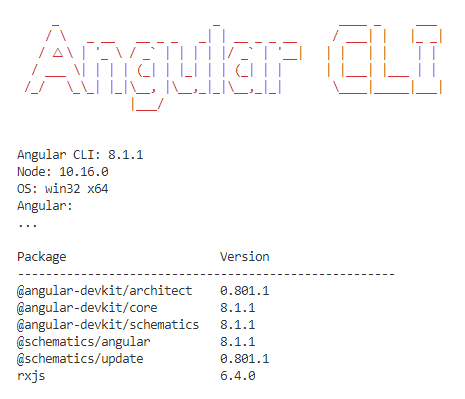 Angular CLI
Angular CLI: 8.1.1
Node: 10.16.0
OS: win32 x64
Angular:
...
Package Version
------------------------------------------------------
@angular-devkit/architect 0.801.1
@angular-devkit/core 8.1.1
@angular-devkit/schematics 8.1.1
@schematics/angular 8.1.1
@schematics/update 0.801.1
rxjs 6.4.0